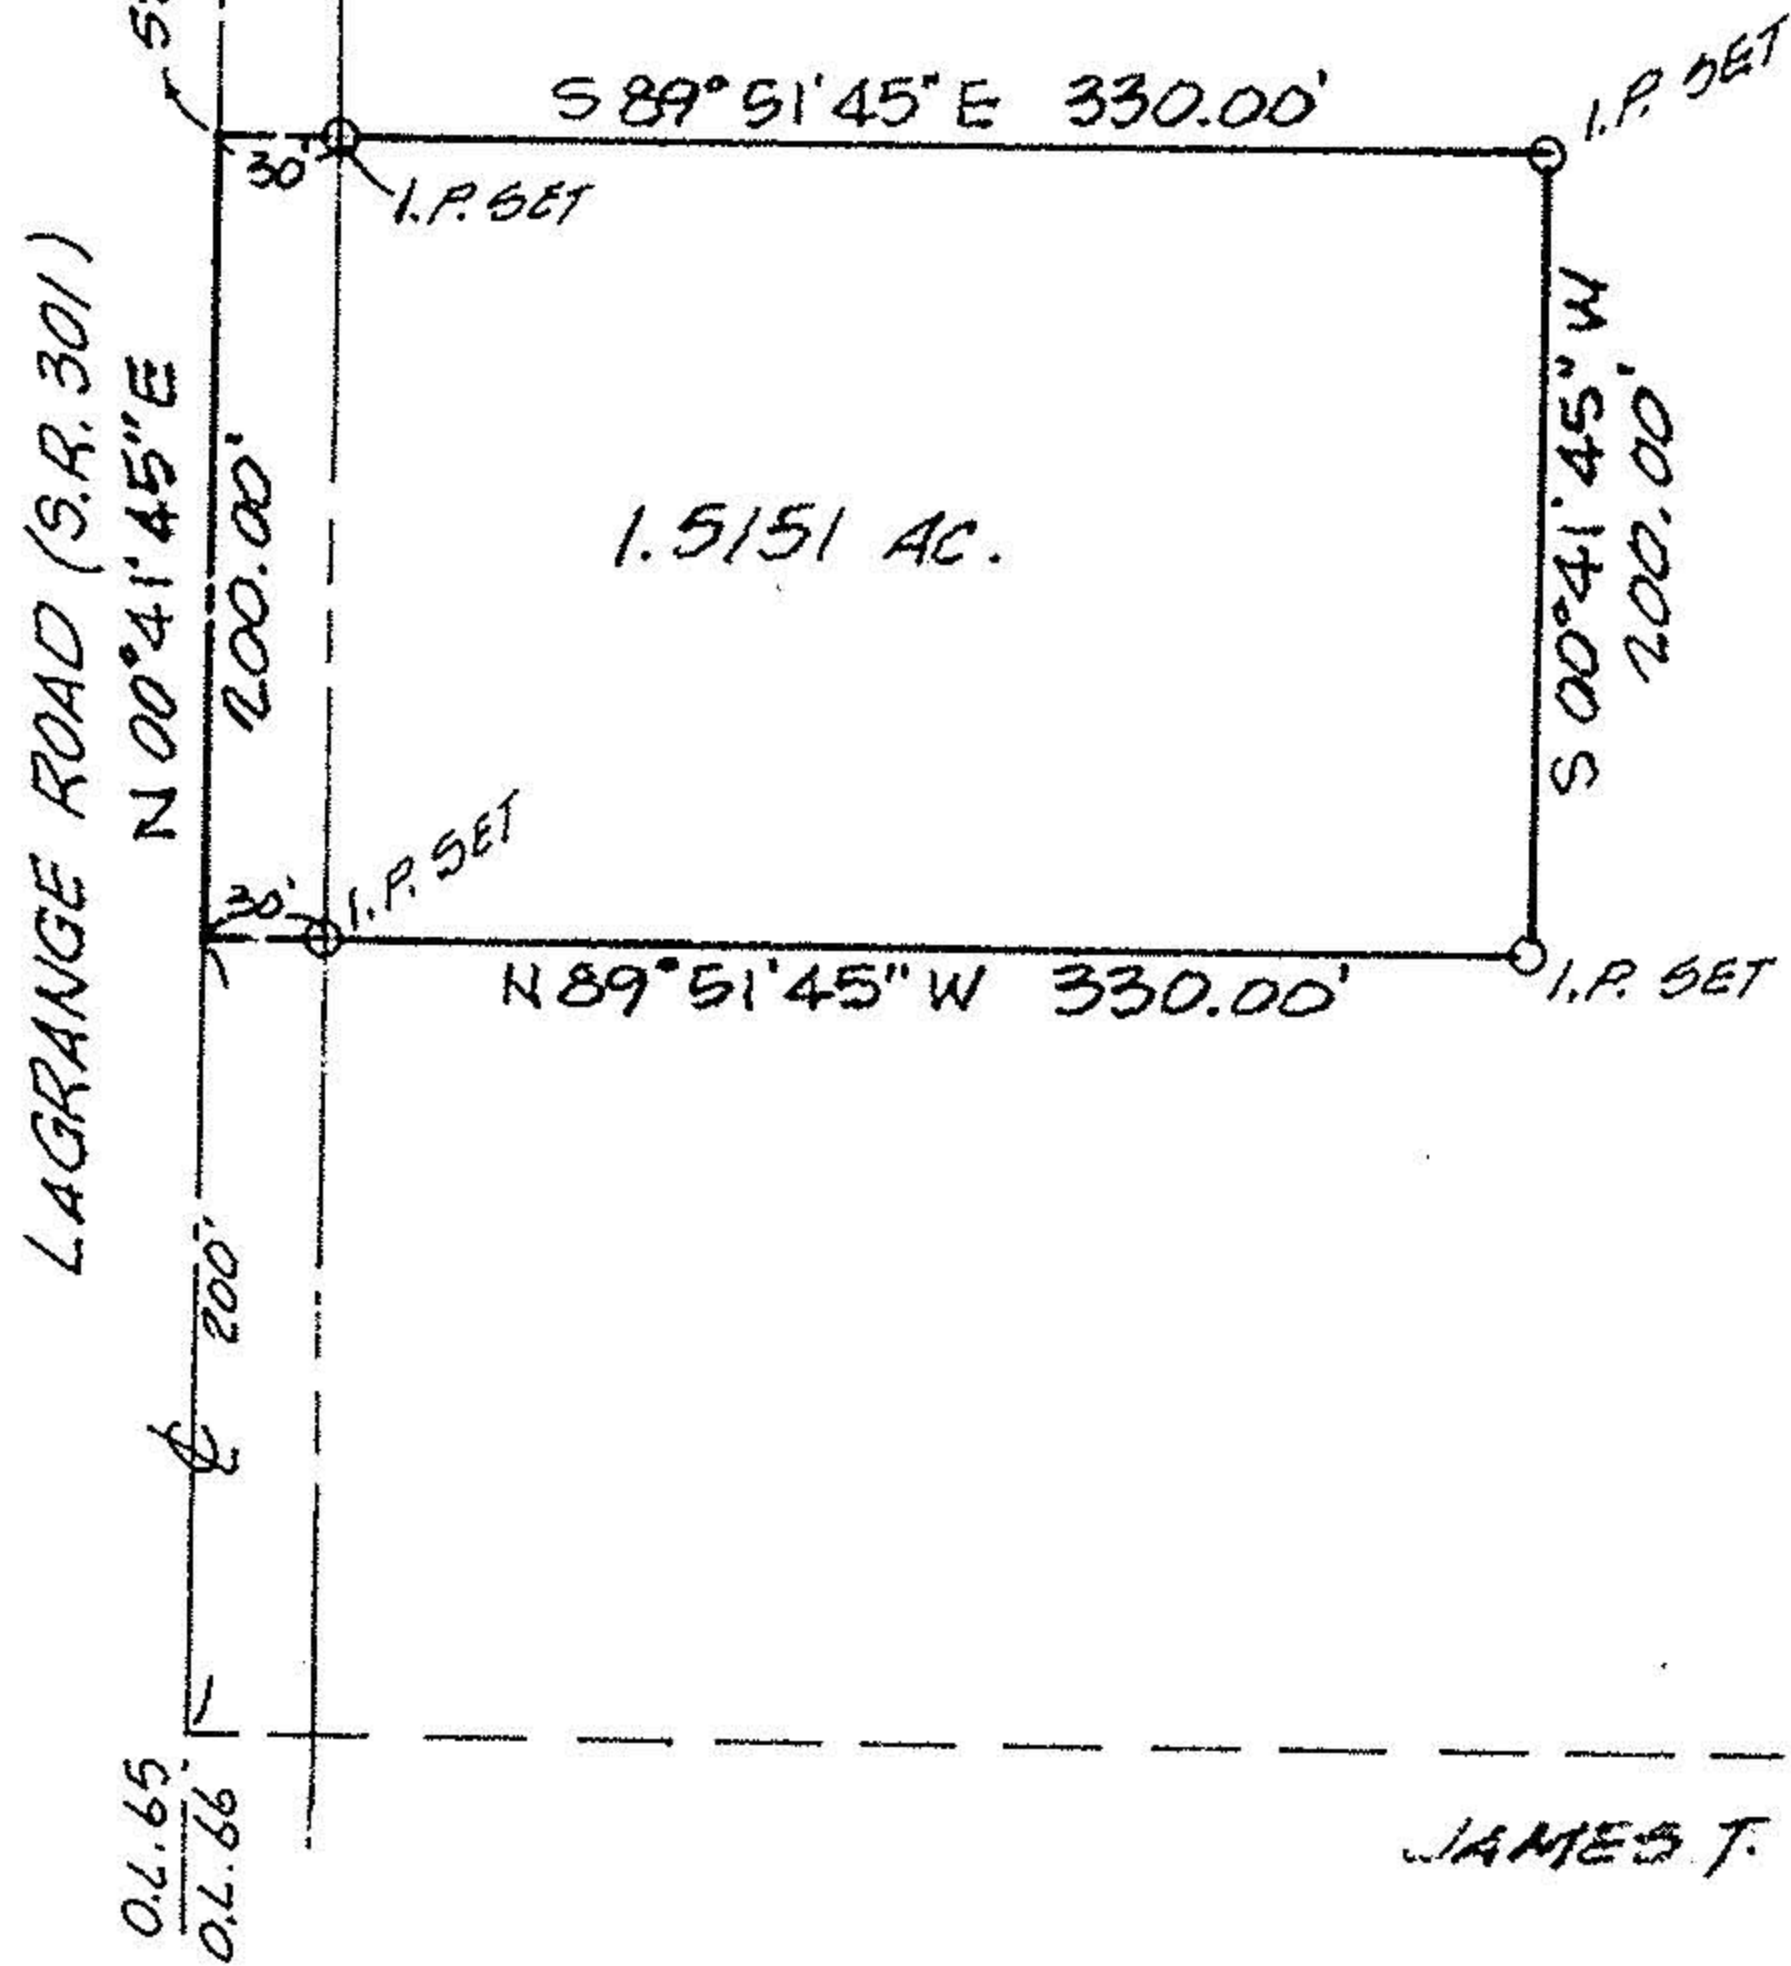 S 89° 51' 45" E 330.00'
I.P. SET
30'
I.P. SET
LAGRANGE ROAD (S.R. 301)
N 00° 41' 45" E
200.00'
1.5151 AC.
S 00° 41' 45" W
200.00'
30'
I.P. SET
N 89° 51' 45" W 330.00'
I.P. SET
200'
O.L. 65
O.L. 66
JAMES T.